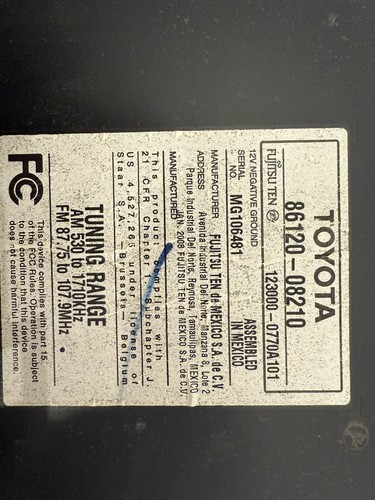 TOYOTA
86120-08210
FUJITSU TEN 123000-0770A101
12V NEGATIVE GROUND ASSEMBLED
SERIAL IN MEXICO
NO. MG106481
MANUFACTURER FUJITSU TEN de MEXICO S.A. de C.V.
ADDRESS Avenida Industrial Del Norte, Manzana 8, Lote 2
Parque Industrial Del Norte, Reynosa, Tamaulipas, MEXICO
MANUFACTURED JAN. 2008 FUJITSU TEN de MEXICO S.A. de C.V
This product complies with
21 CFR Chapter I, Subchapter J.
US 4,527,265 under license of
Staar S.A.-Brussels-Belgium
TUNING RANGE
AM 530 to 1710KHz
FM 87.75 to 107.9MHz
FC This device complies with part 15
of the FCC Rules. Operation is subject
to the condition that this device
does not cause harmful interference.